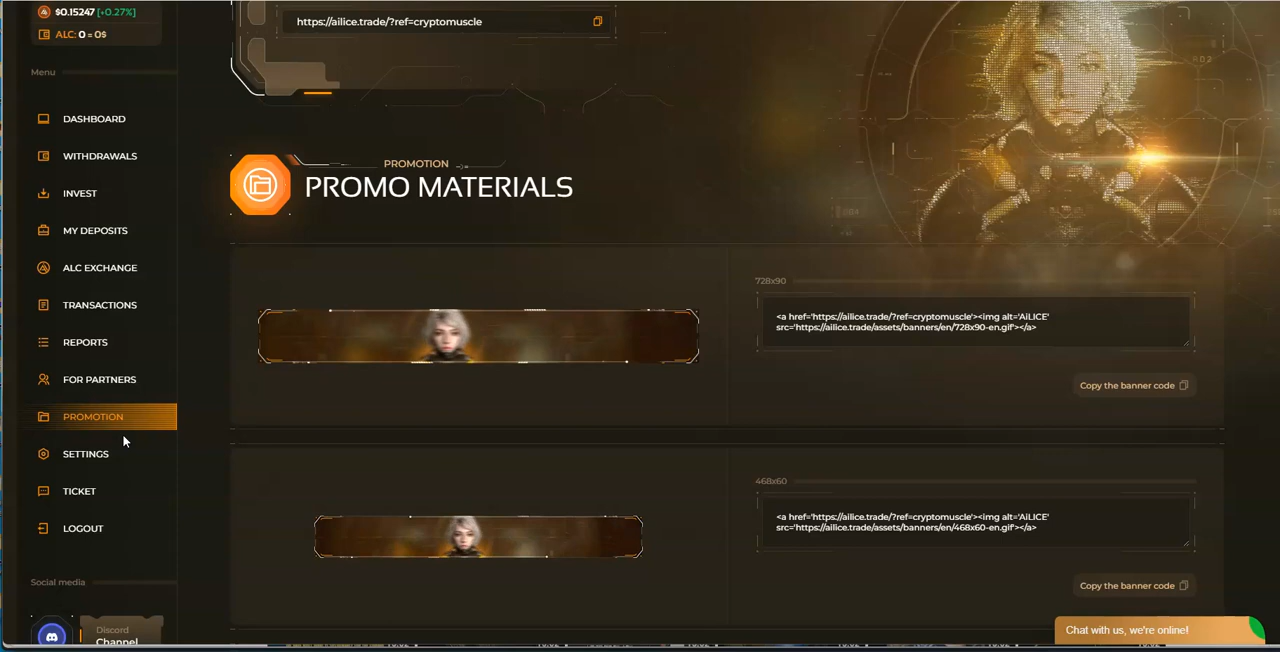 $0.15247 [+0.27%]
ALC: 0 = 0$
https://ailice.trade/?ref=cryptomuscle
Menu
DASHBOARD
WITHDRAWALS
INVEST
MY DEPOSITS
ALC EXCHANGE
TRANSACTIONS
REPORTS
FOR PARTNERS
PROMOTION
SETTINGS
TICKET
LOGOUT
Social media
Discord
Channel
PROMOTION
PROMO MATERIALS
728x90
<a href='https://ailice.trade/?ref=cryptomuscle'><img alt='AiLICE'
src='https://ailice.trade/assets/banners/en/728x90-en.gif'></a>
Copy the banner code
468x60
<a href='https://ailice.trade/?ref=cryptomuscle'><img alt='AiLICE'
src='https://ailice.trade/assets/banners/en/468x60-en.gif'></a>
Copy the banner code
Chat with us, we're online!